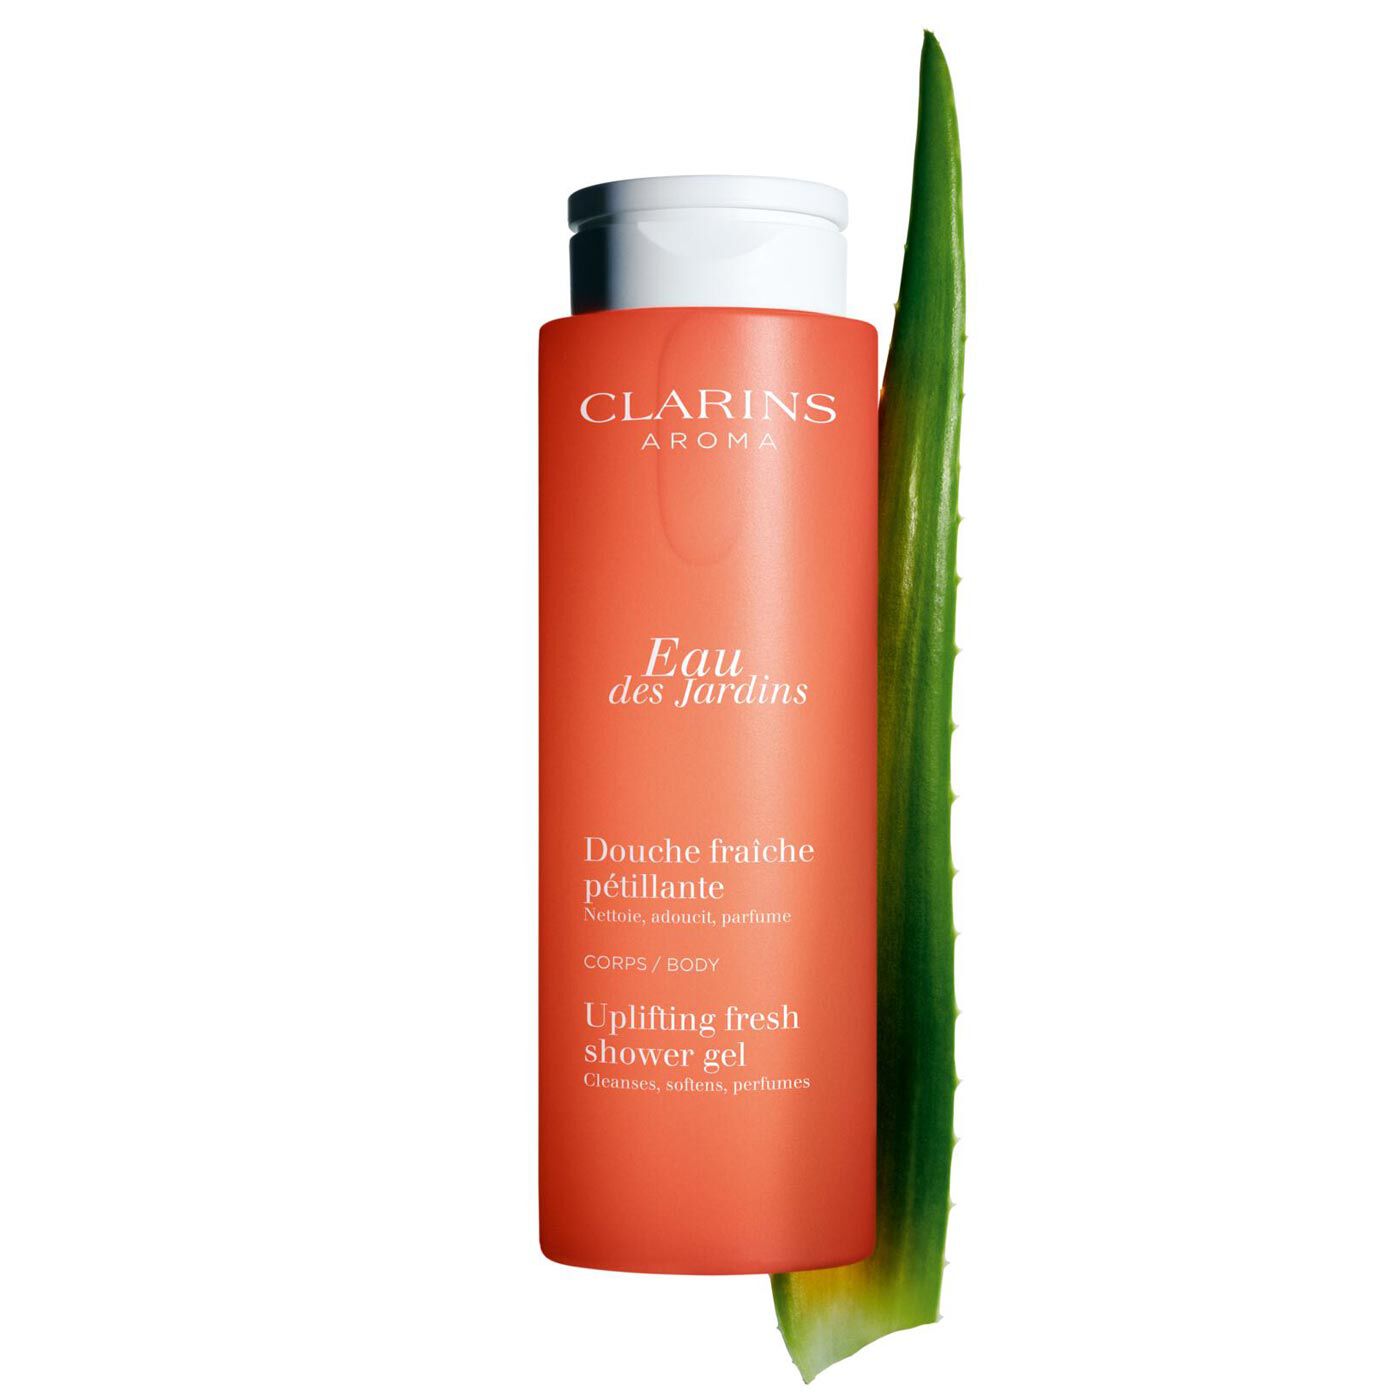 CLARINS
AROMA
Eau
des Jardins
Douche fraîche
pétillante
Nettoie, adoucit, parfume
CORPS / BODY
Uplifting fresh
shower gel
Cleanses, softens, perfumes